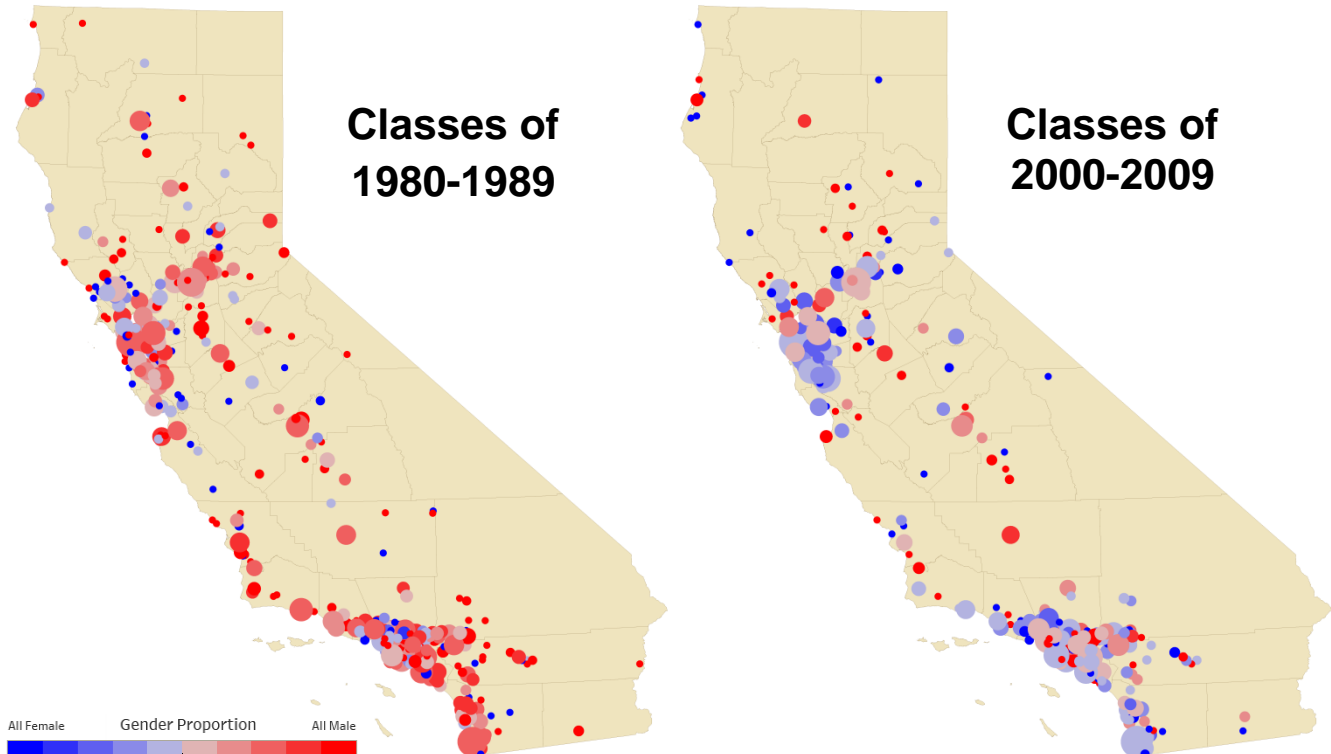 Classes of
1980-1989
Classes of
2000-2009
All Female Gender Proportion All Male